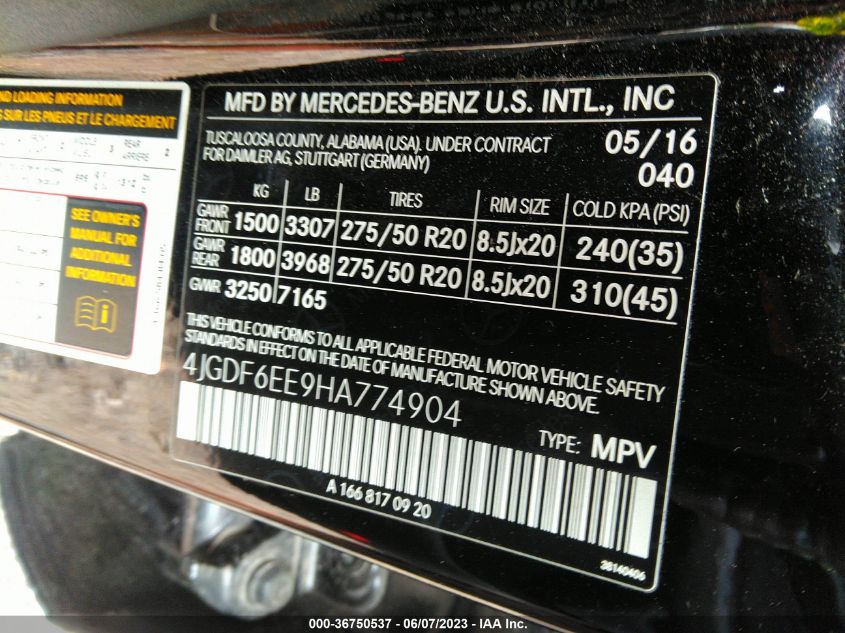 ND LOADING INFORMATION
S SUR LES PNEUS ET LE CHARGEMENT
SEE OWNER'S
MANUAL FOR
ADDITIONAL
INFORMATION
MFD BY MERCEDES-BENZ U.S. INTL., INC
TUSCALOOSA COUNTY, ALABAMA (USA). UNDER CONTRACT
FOR DAIMLER AG, STUTTGART (GERMANY)
05/16
040
KG LB TIRES RIM SIZE COLD KPA (PSI)
GAWR FRONT 1500 3307 275/50 R20 8.5Jx20 240(35)
GAWR REAR 1800 3968 275/50 R20 8.5Jx20 310(45)
GVWR 3250 7165
THIS VEHICLE CONFORMS TO ALL APPLICABLE FEDERAL MOTOR VEHICLE SAFETY
STANDARDS IN EFFECT ON THE DATE OF MANUFACTURE SHOWN ABOVE.
4JGDF6EE9HA774904
TYPE: MPV
A 166 817 09 20
38140406
000-36750537 - 06/07/2023 - IAA Inc.